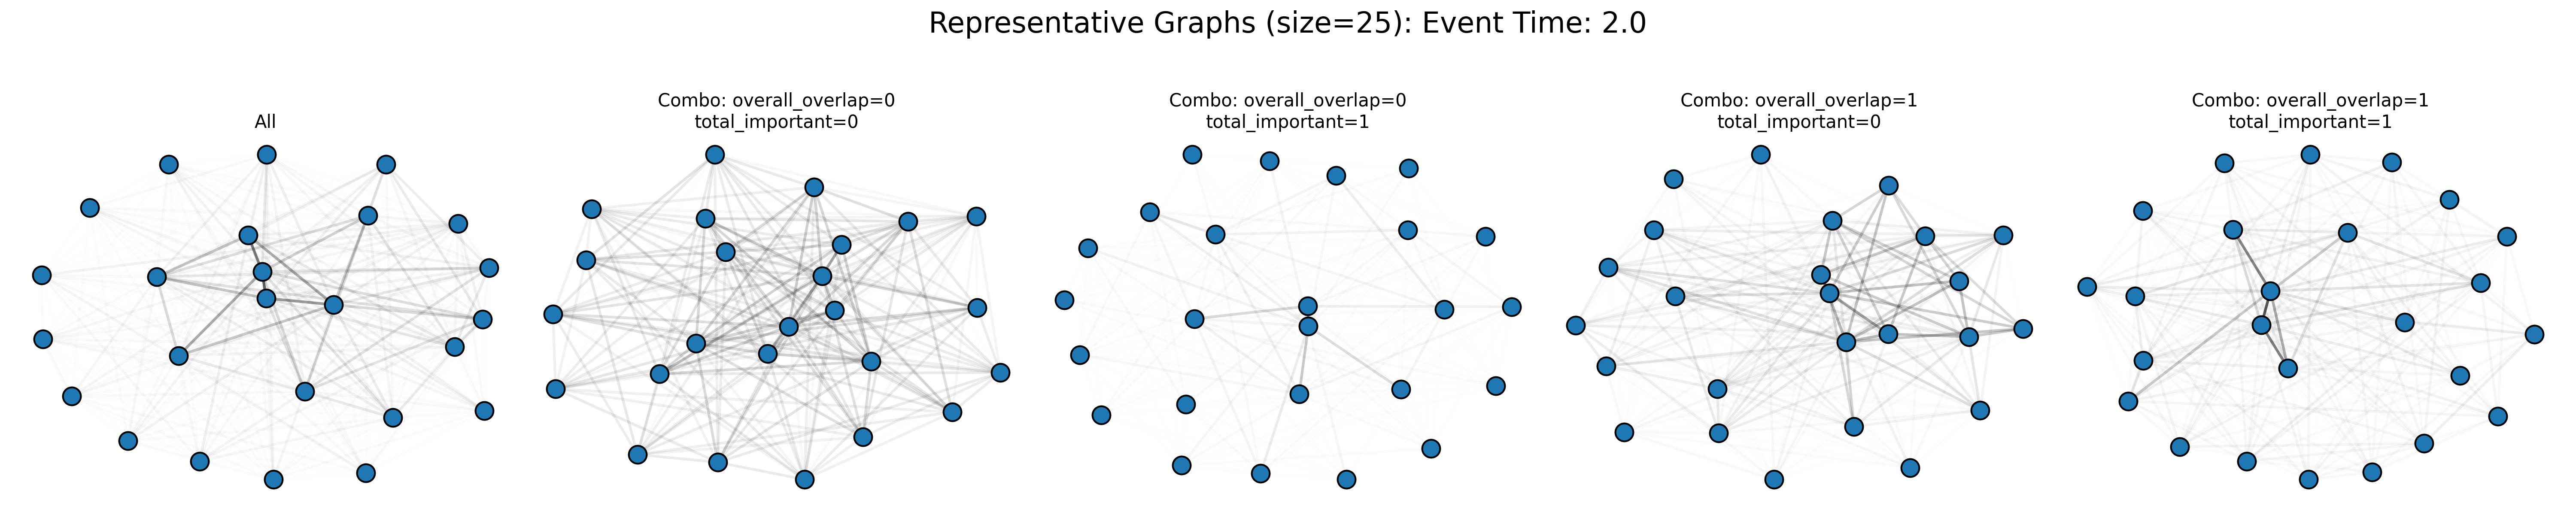 Representative Graphs (size=25): Event Time: 2.0
All
Combo: overall_overlap=0
total_important=0
Combo: overall_overlap=0
total_important=1
Combo: overall_overlap=1
total_important=0
Combo: overall_overlap=1
total_important=1